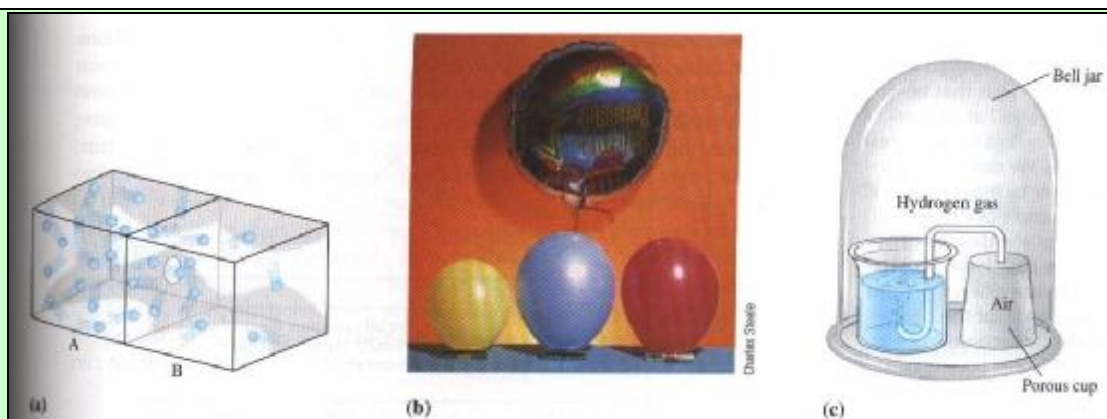 A
B
(a)
(b)
Charles Steele
Bell jar
Hydrogen gas
Air
Porous cup
(c)